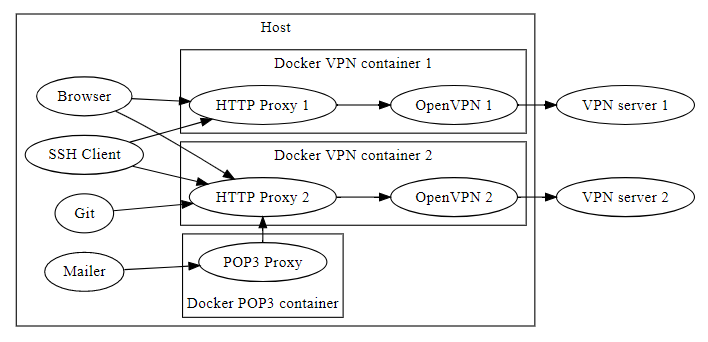 Host
Docker VPN container 1
Browser
HTTP Proxy 1
OpenVPN 1
VPN server 1
SSH Client
Docker VPN container 2
HTTP Proxy 2
OpenVPN 2
VPN server 2
Git
POP3 Proxy
Mailer
Docker POP3 container